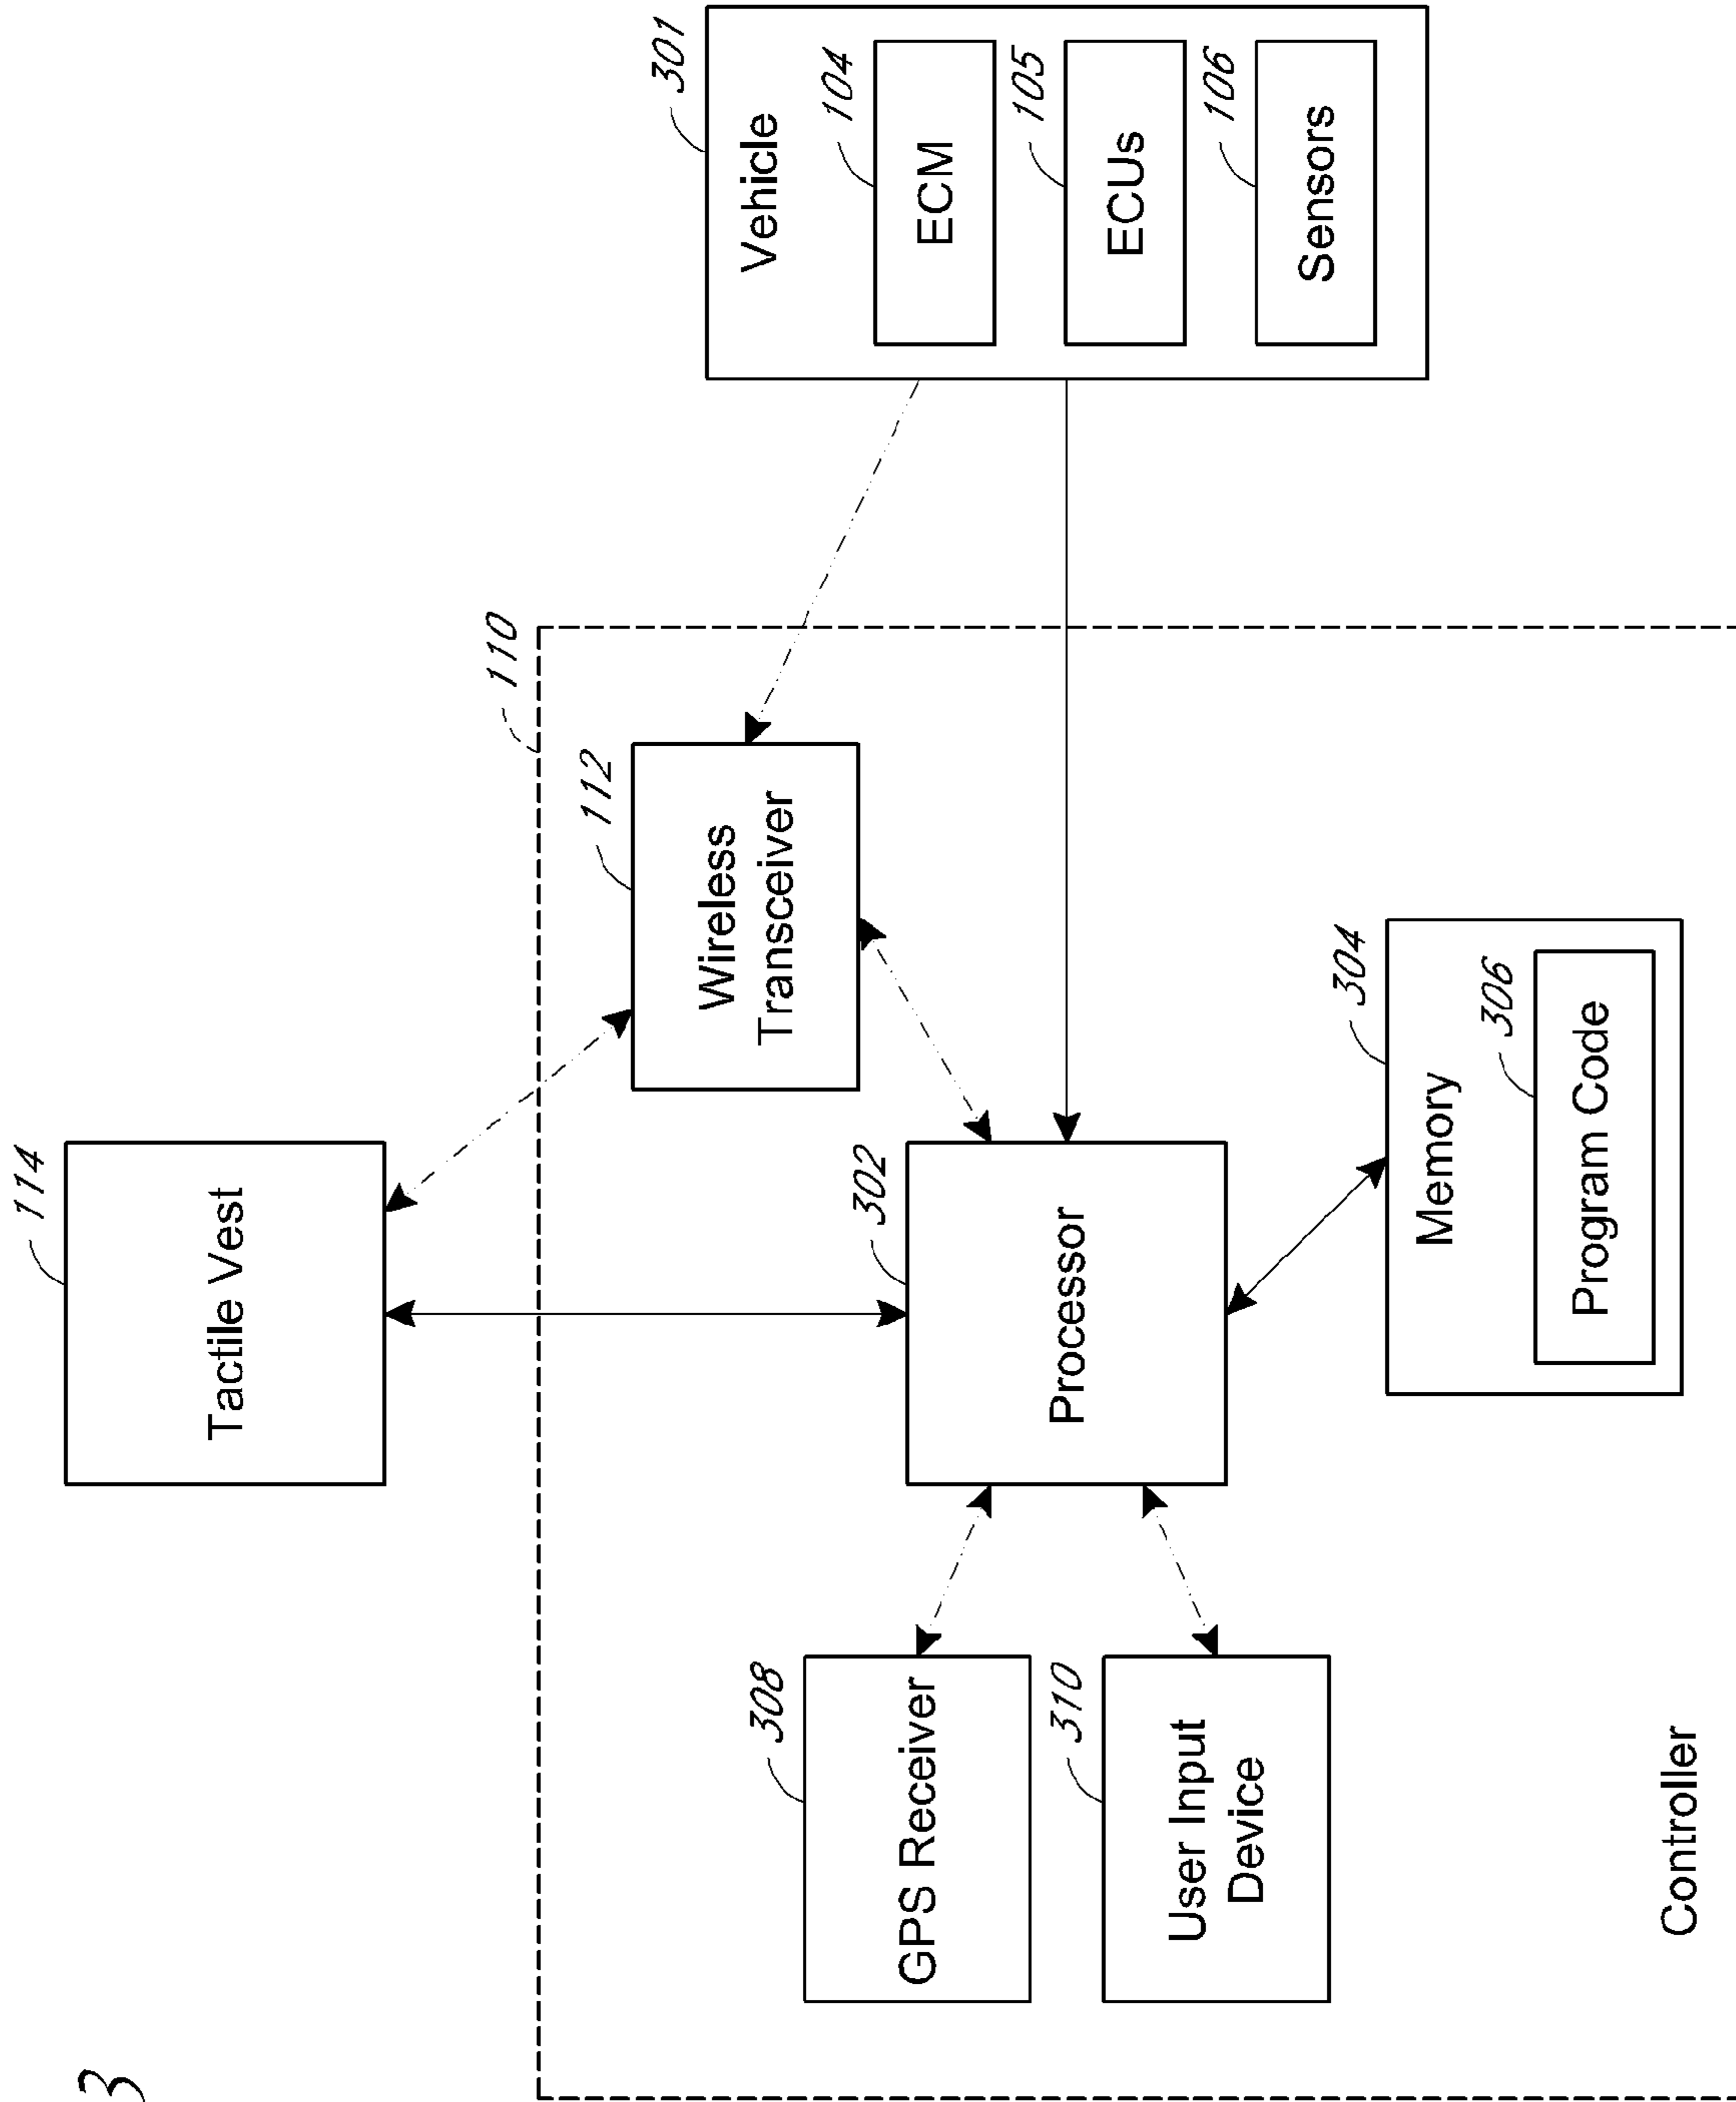 3
114
Tactile Vest
110
112
Wireless
Transceiver
301
Vehicle
104
ECM
105
ECUs
106
Sensors
308
GPS Receiver
302
Processor
310
User Input
Device
304
Memory
306
Program Code
Controller